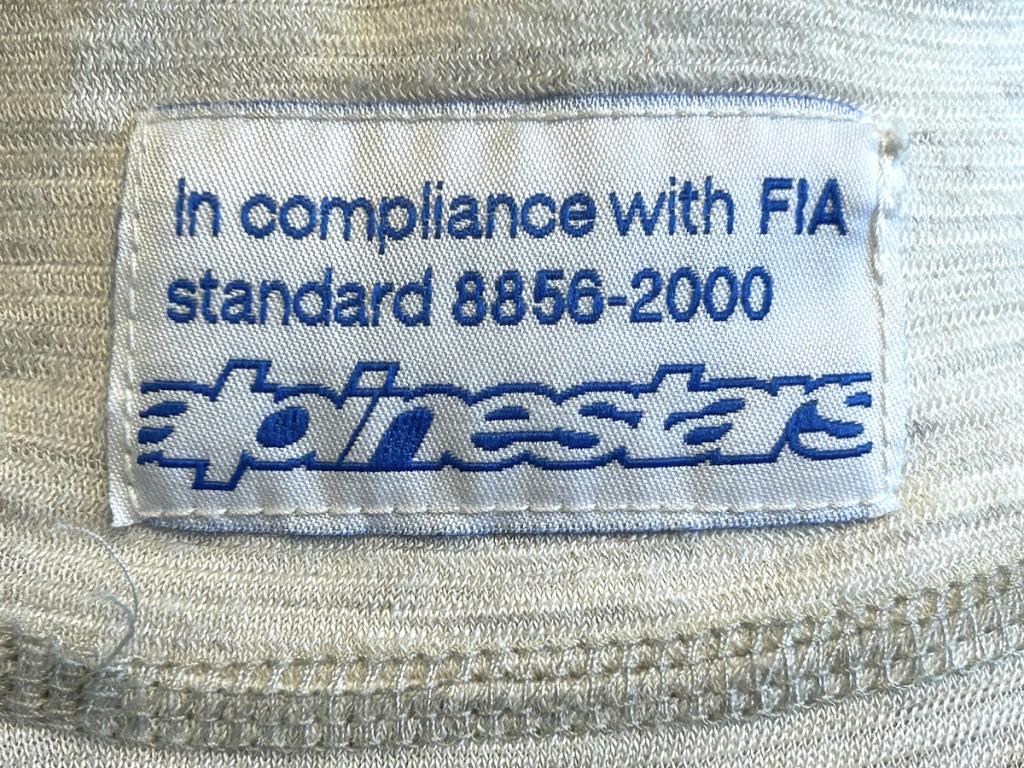 In compliance with FIA
standard 8856-2000
alpinestars